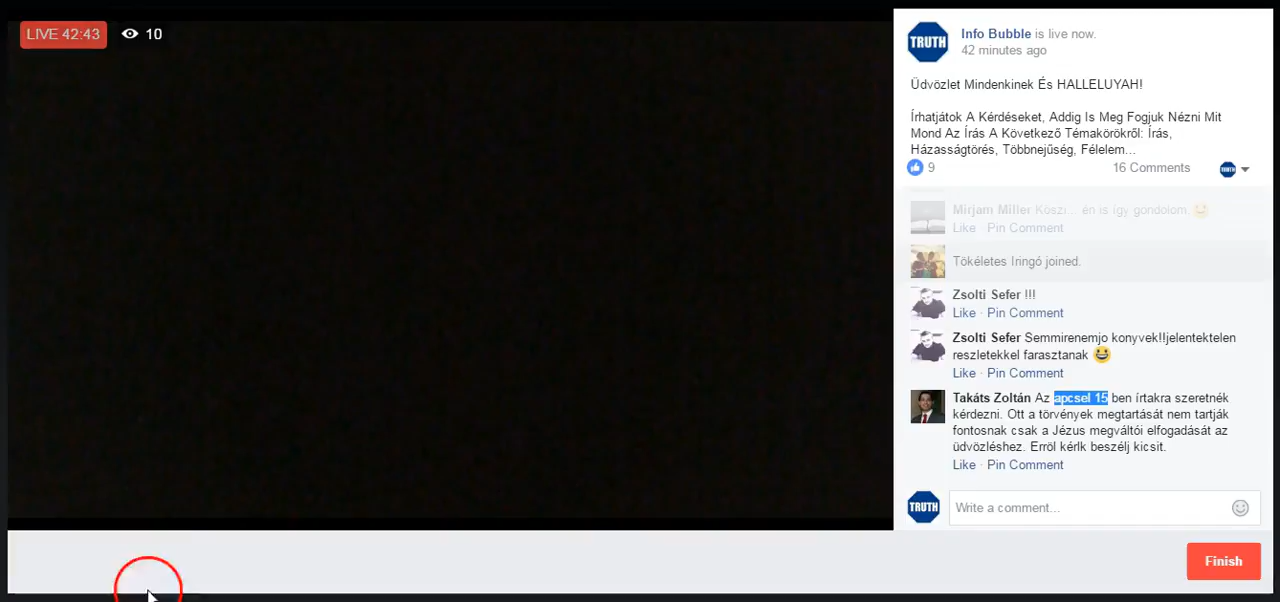 LIVE 42:43
10
TRUTH
Info Bubble is live now.
42 minutes ago
Üdvözlet Mindenkinek És HALLELUYAH!
Írhatjátok A Kérdéseket, Addig Is Meg Fogjuk Nézni Mit
Mond Az Írás A Következő Témakörökről: Írás,
Házasságtörés, Többnejűség, Félelem...
9
16 Comments
TRUTH
Mirjam Miller Köszi... én is így gondolom.
Like · Pin Comment
Tökéletes Iringó joined.
Zsolti Sefer !!!
Like · Pin Comment
Zsolti Sefer Semmirenemjo konyvek!!jelentektelen
reszletekkel farasztanak
Like · Pin Comment
Takáts Zoltán Az apcsel 15 ben írtakra szeretnék
kérdezni. Ott a törvények megtartását nem tartják
fontosnak csak a Jézus megváltói elfogadását az
üdvözléshez. Erröl kérlk beszélj kicsit.
Like · Pin Comment
TRUTH
Write a comment...
Finish